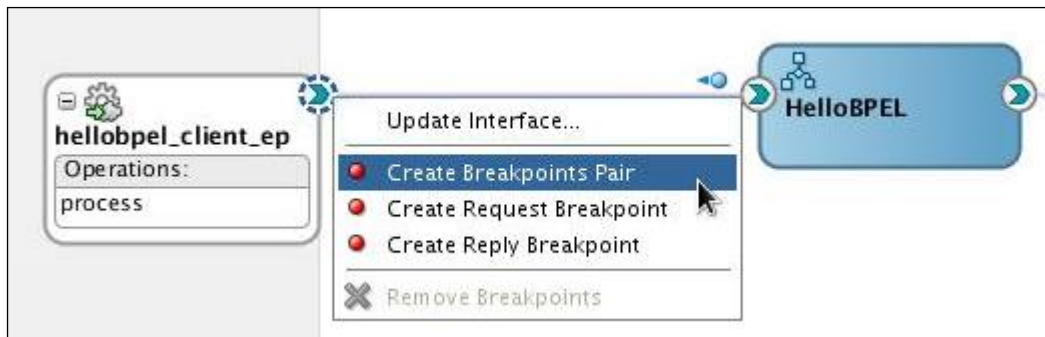 hellobpel_client_ep
Operations:
process
Update Interface...
Create Breakpoints Pair
Create Request Breakpoint
Create Reply Breakpoint
Remove Breakpoints
HelloBPEL